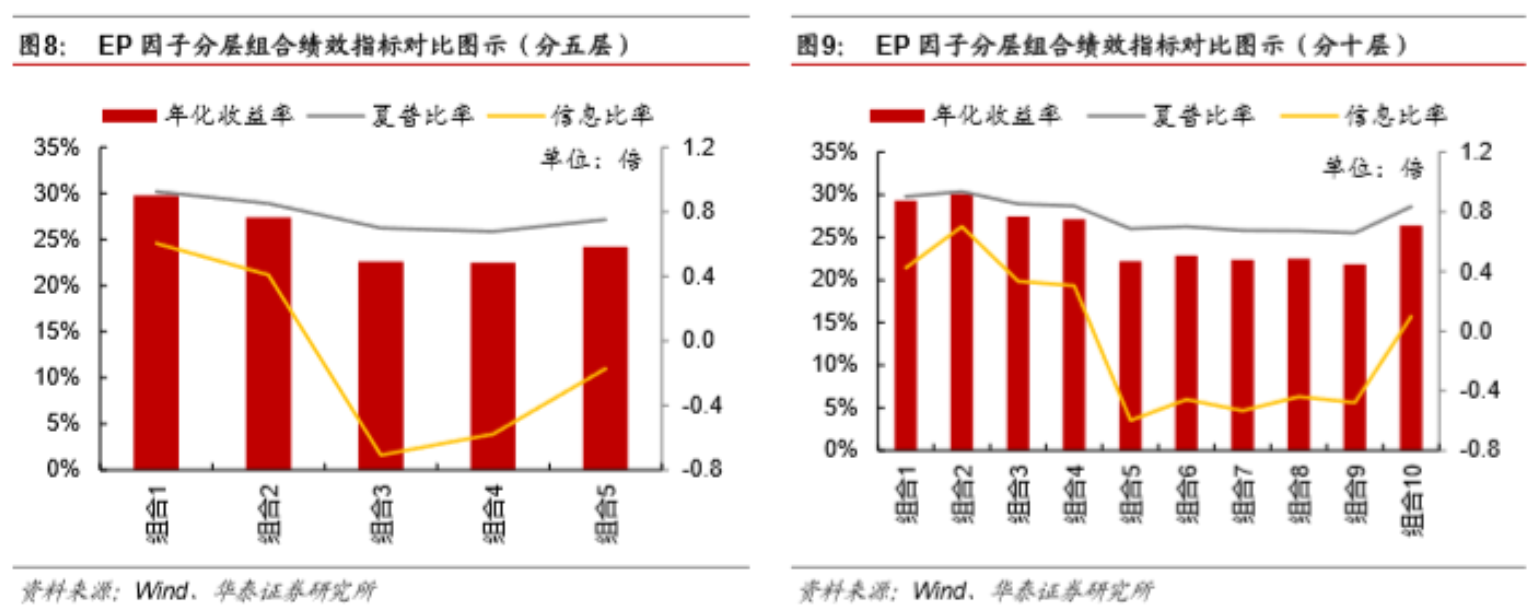 图8： EP 因子分层组合绩效指标对比图示（分五层）
年化收益率 夏普比率 信息比率
单位：倍
35%
30%
25%
20%
15%
10%
5%
0%
1.2
0.8
0.4
0.0
-0.4
-0.8
组合1
组合2
组合3
组合4
组合5
资料来源：Wind、华泰证券研究所
图9： EP 因子分层组合绩效指标对比图示（分十层）
年化收益率 夏普比率 信息比率
单位：倍
35%
30%
25%
20%
15%
10%
5%
0%
1.2
0.8
0.4
0.0
-0.4
-0.8
组合1
组合2
组合3
组合4
组合5
组合6
组合7
组合8
组合9
组合10
资料来源：Wind、华泰证券研究所